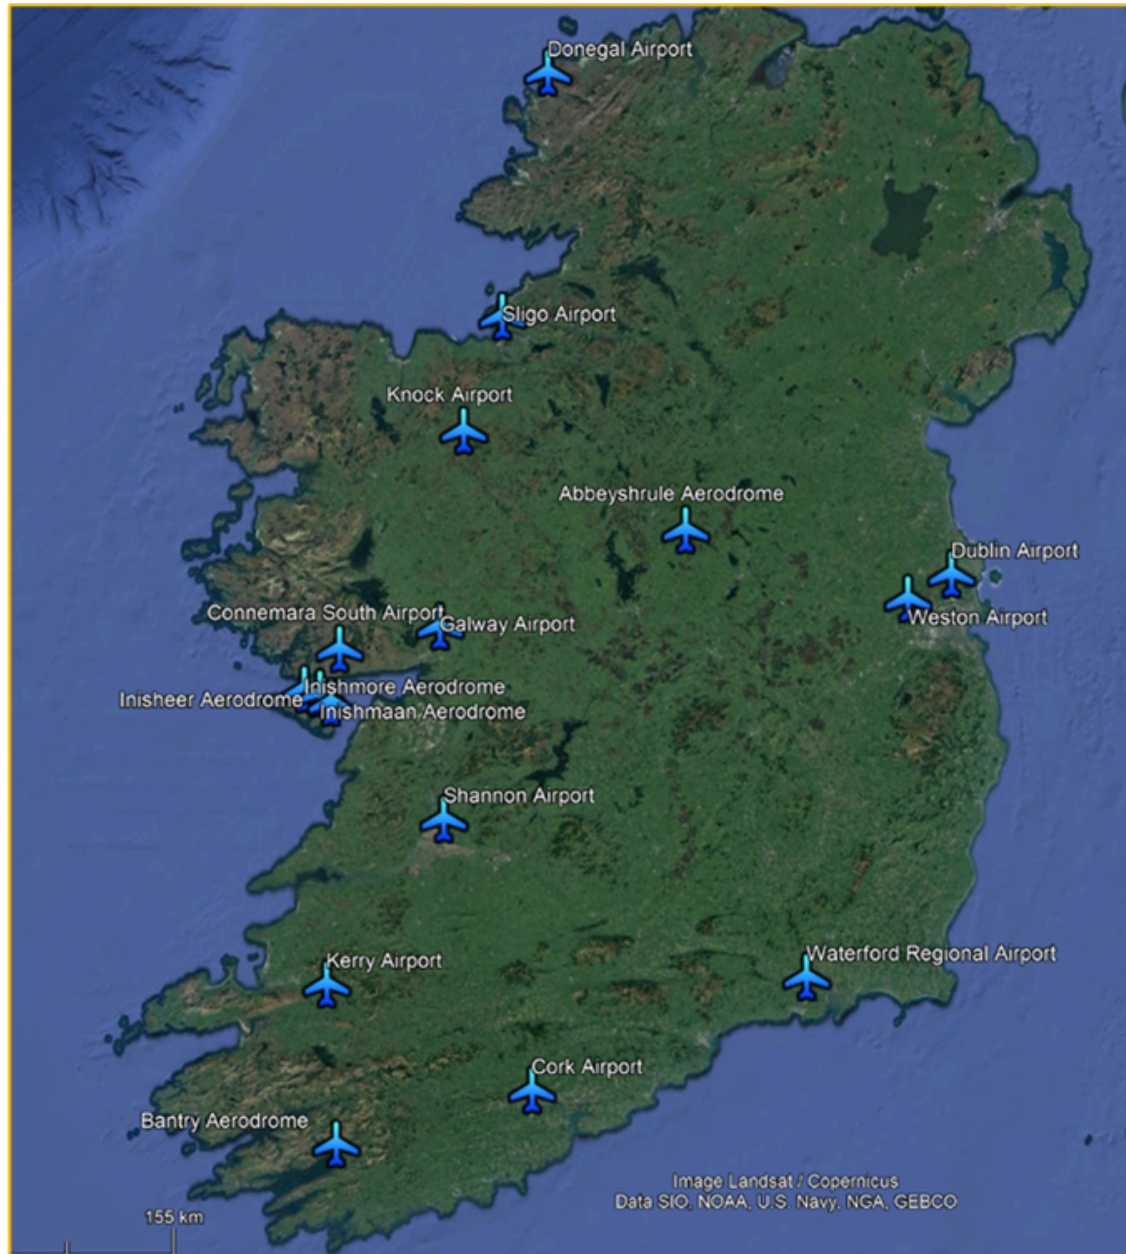 Donegal Airport
Sligo Airport
Knock Airport
Abbeyshrule Aerodrome
Dublin Airport
Connemara South Airport
Galway Airport
Weston Airport
Inishmore Aerodrome
Inisheer Aerodrome
Inishmaan Aerodrome
Shannon Airport
Waterford Regional Airport
Kerry Airport
Cork Airport
Bantry Aerodrome
Image Landsat / Copernicus
Data SIO, NOAA, U.S. Navy, NGA, GEBCO
155 km